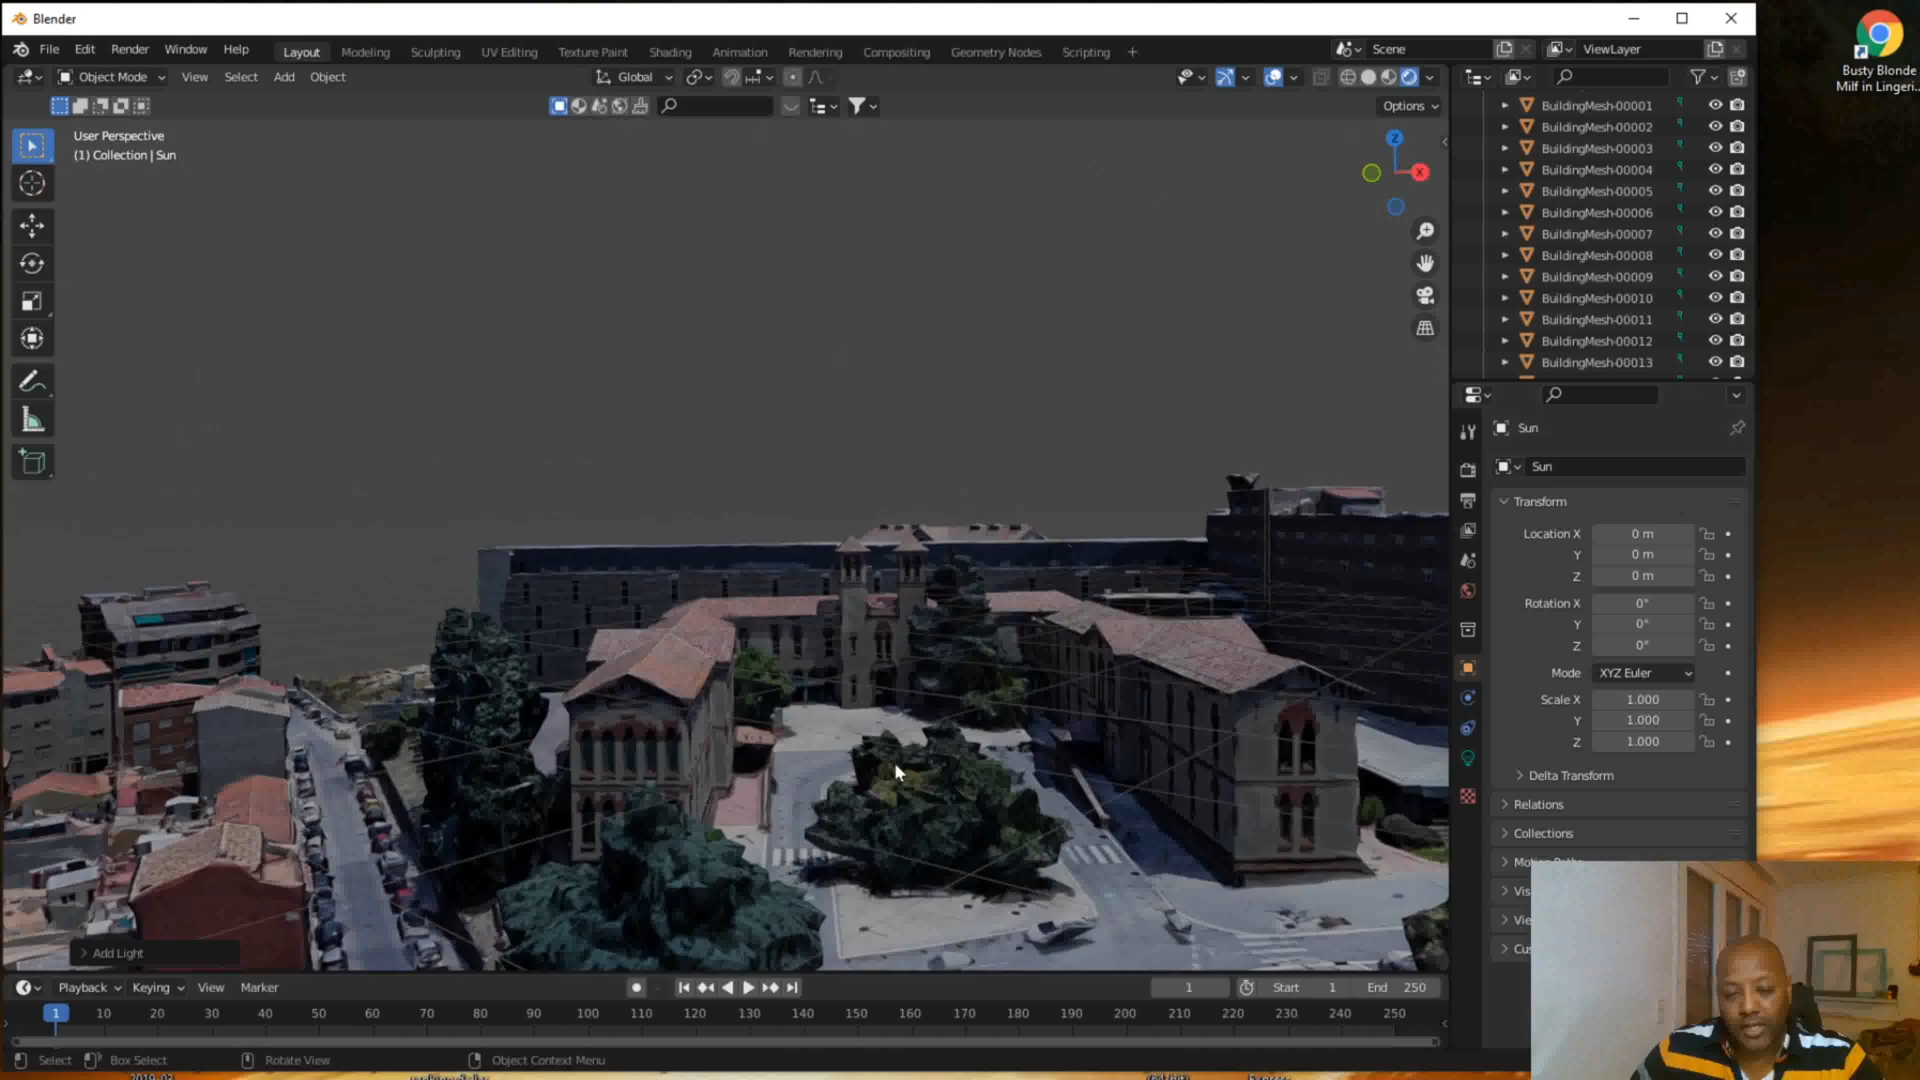 Blender
File Edit Render Window Help Layout Modeling Sculpting UV Editing Texture Paint Shading Animation Rendering Compositing Geometry Nodes Scripting + Scene ViewLayer
Object Mode View Select Add Object Global
Options
Busty Blonde
Milf in Lingeri...
User Perspective
(1) Collection | Sun
Z
X
BuildingMesh-00001
BuildingMesh-00002
BuildingMesh-00003
BuildingMesh-00004
BuildingMesh-00005
BuildingMesh-00006
BuildingMesh-00007
BuildingMesh-00008
BuildingMesh-00009
BuildingMesh-00010
BuildingMesh-00011
BuildingMesh-00012
BuildingMesh-00013
Sun
Sun
Transform
Location X 0 m
Y 0 m
Z 0 m
Rotation X 0°
Y 0°
Z 0°
Mode XYZ Euler
Scale X 1.000
Y 1.000
Z 1.000
Delta Transform
Relations
Collections
Motion Paths
Vis
Vie
Cus
Add Light
Playback Keying View Marker
1 Start 1 End 250
1 10 20 30 40 50 60 70 80 90 100 110 120 130 140 150 160 170 180 190 200 210 220 230 240 250
Select Box Select Rotate View Object Context Menu